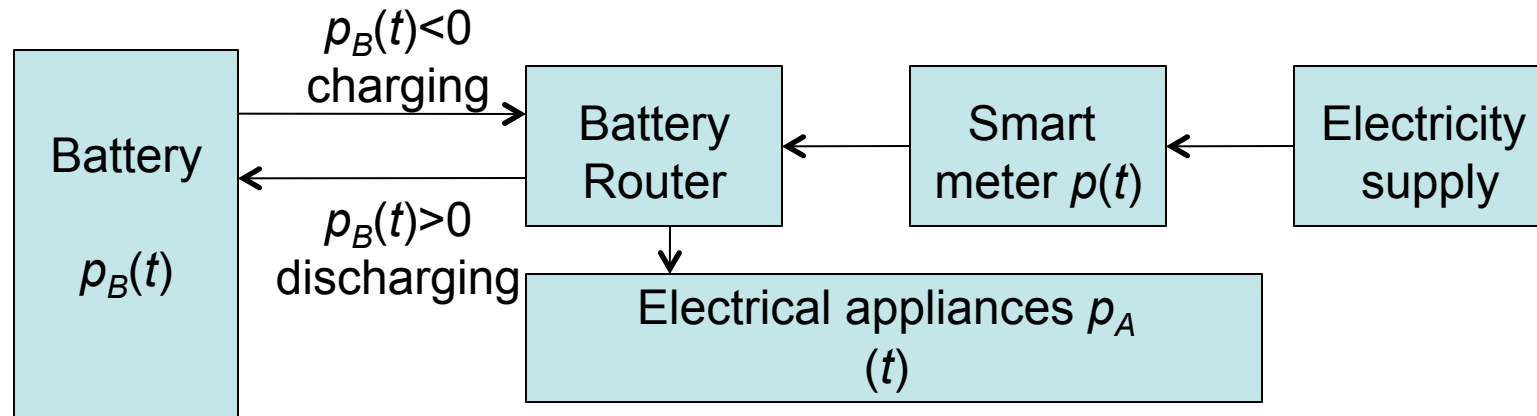 p_B(t)<0
charging
Battery
p_B(t)
p_B(t)>0
discharging
Battery
Router
Smart
meter p(t)
Electricity
supply
Electrical appliances p_A
(t)